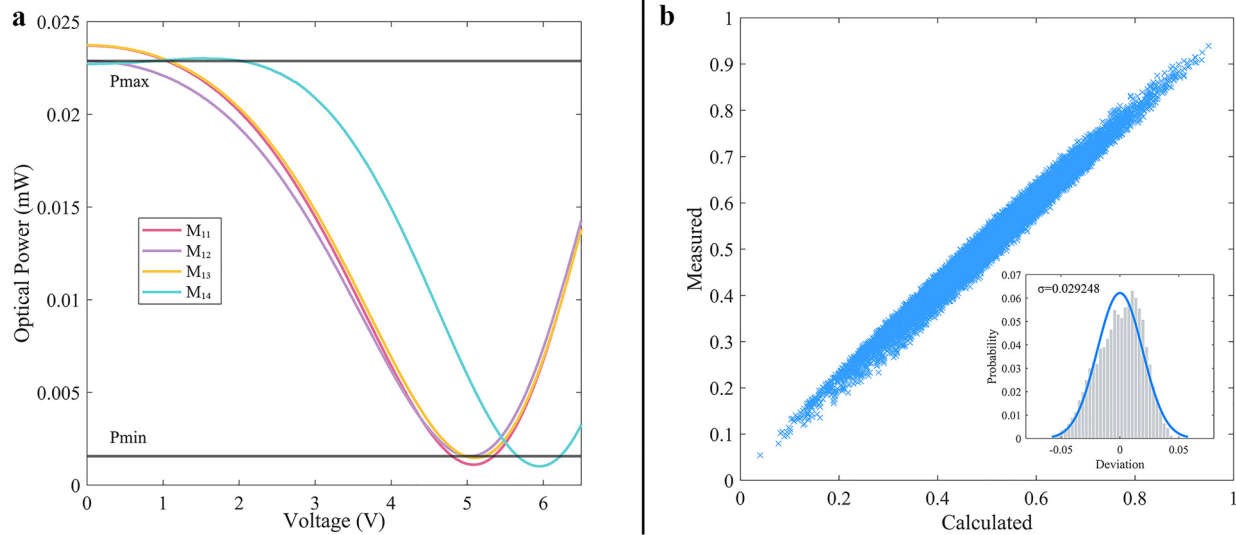 a
0.025
0.02
0.015
0.01
0.005
0
Optical Power (mW)
Pmax
Pmin
M₁₁
M₁₂
M₁₃
M₁₄
0 1 2 3 4 5 6
Voltage (V)
b
1
0.9
0.8
0.7
0.6
0.5
0.4
0.3
0.2
0.1
0
Measured
0 0.2 0.4 0.6 0.8 1
Calculated
σ=0.029248
0.07
0.06
0.05
0.04
0.03
0.02
0.01
0
Probability
-0.05 0 0.05
Deviation